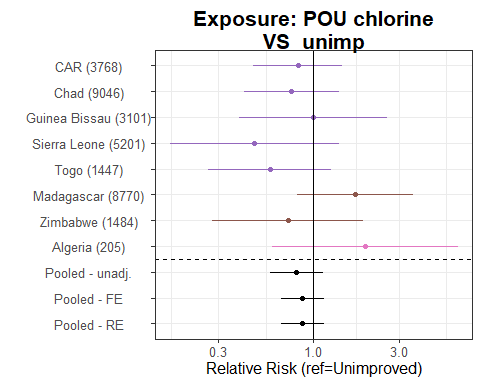 Exposure: POU chlorine
VS unimp
CAR (3768)
Chad (9046)
Guinea Bissau (3101)
Sierra Leone (5201)
Togo (1447)
Madagascar (8770)
Zimbabwe (1484)
Algeria (205)
Pooled - unadj.
Pooled - FE
Pooled - RE
0.3 1.0 3.0
Relative Risk (ref=Unimproved)